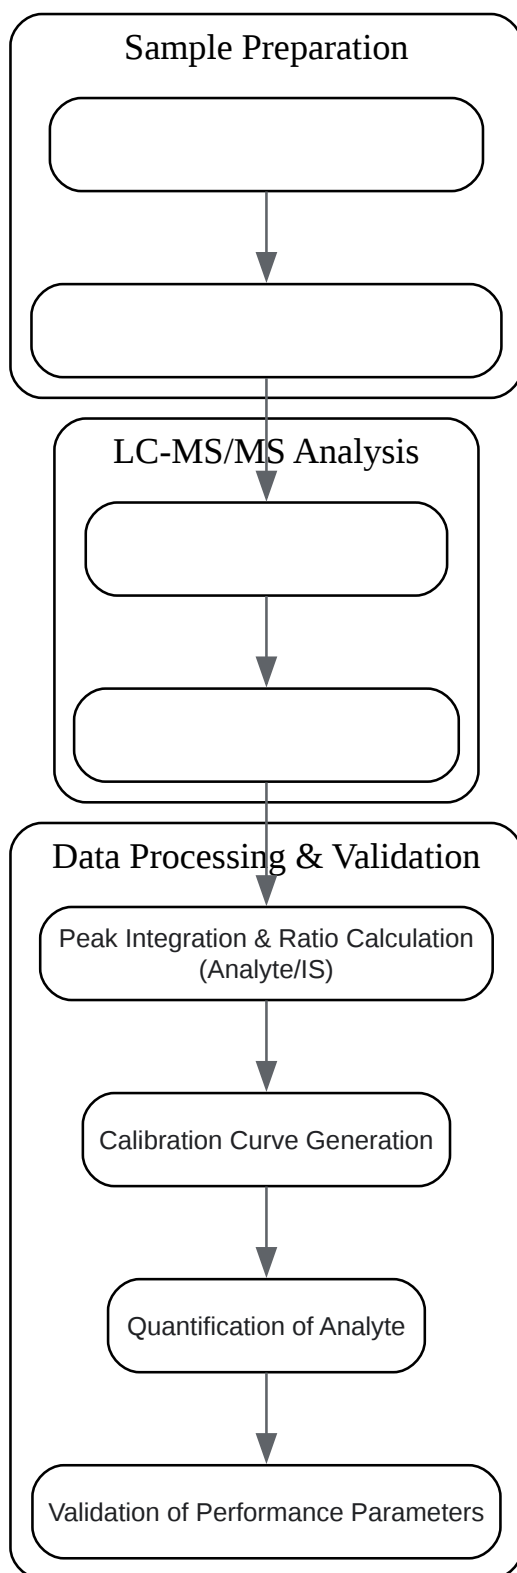 Sample Preparation
LC-MS/MS Analysis
Data Processing & Validation
Peak Integration & Ratio Calculation
(Analyte/IS)
Calibration Curve Generation
Quantification of Analyte
Validation of Performance Parameters